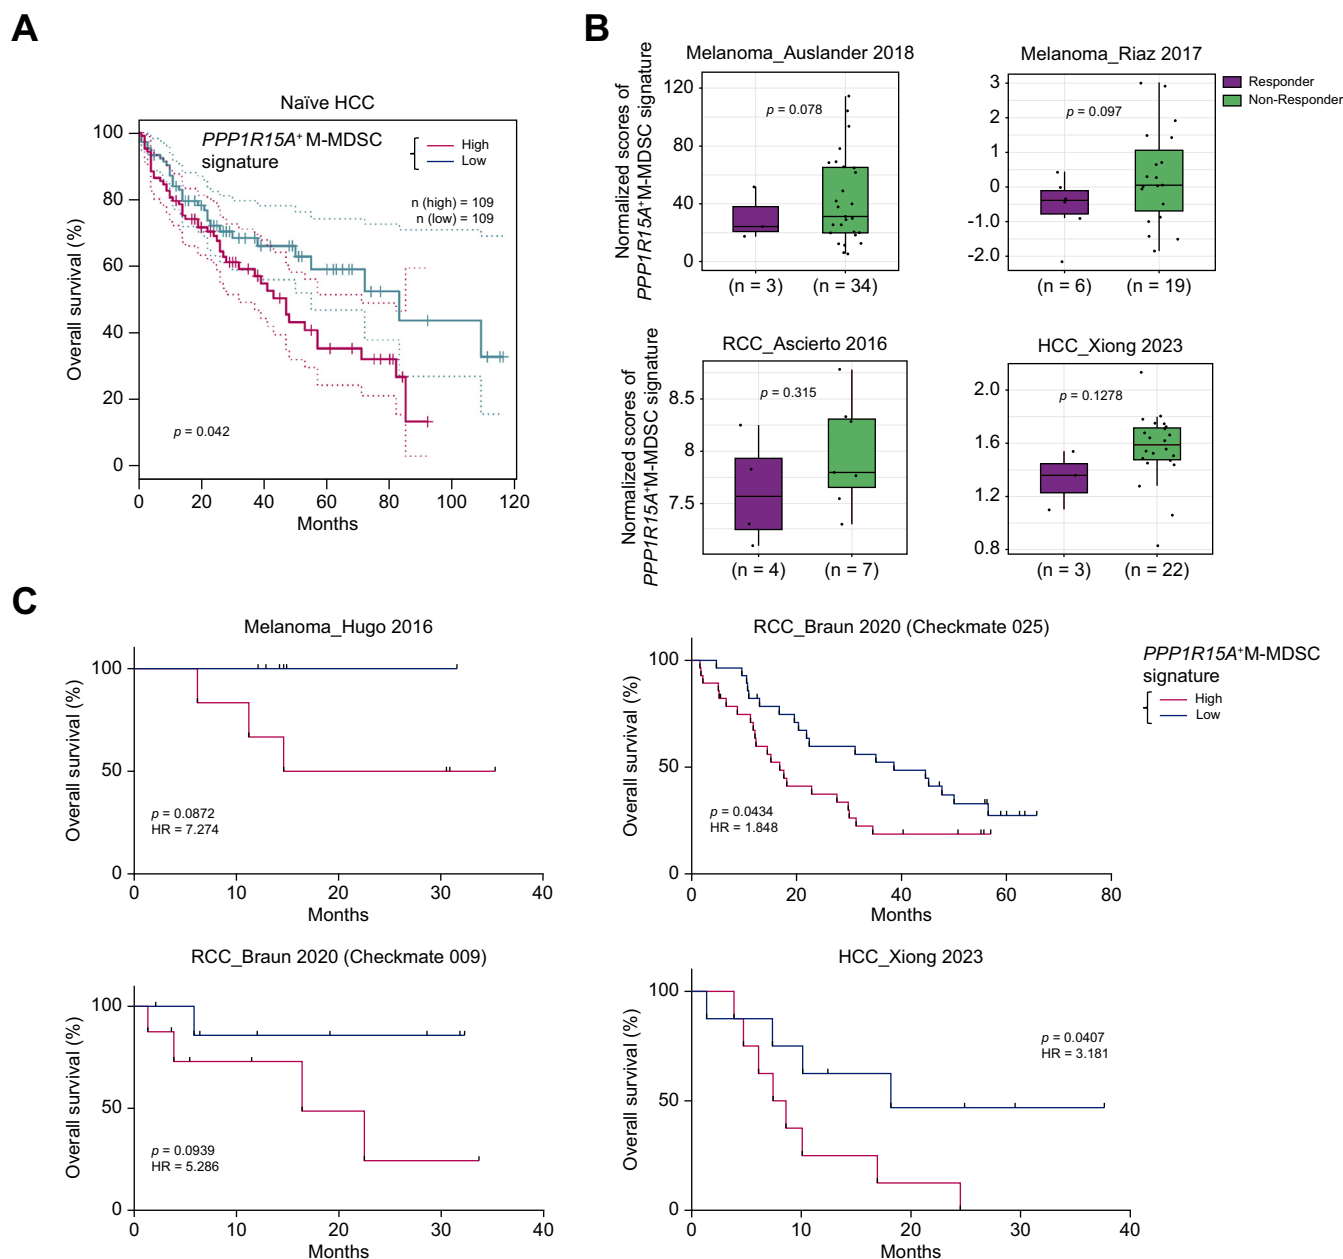 A
Naïve HCC
PPP1R15A⁺ M-MDSC
signature
High
Low
n (high) = 109
n (low) = 109
100
80
60
40
20
0
Overall survival (%)
p = 0.042
0 20 40 60 80 100 120
Months
B
Melanoma_Auslander 2018
Normalized scores of
PPP1R15A⁺M-MDSC signature
120
80
40
0
p = 0.078
(n = 3) (n = 34)
Melanoma_Riaz 2017
3
2
1
0
-1.0
-2.0
p = 0.097
(n = 6) (n = 19)
Responder
Non-Responder
RCC_Ascierto 2016
Normalized scores of
PPP1R15A⁺M-MDSC signature
8.5
8
7.5
p = 0.315
(n = 4) (n = 7)
HCC_Xiong 2023
2.0
1.6
1.2
0.8
p = 0.1278
(n = 3) (n = 22)
C
Melanoma_Hugo 2016
Overall survival (%)
100
50
0
p = 0.0872
HR = 7.274
0 10 20 30 40
Months
RCC_Braun 2020 (Checkmate 025)
Overall survival (%)
100
50
0
p = 0.0434
HR = 1.848
0 20 40 60 80
Months
PPP1R15A⁺M-MDSC
signature
High
Low
RCC_Braun 2020 (Checkmate 009)
Overall survival (%)
100
50
0
p = 0.0939
HR = 5.286
0 10 20 30 40
Months
HCC_Xiong 2023
Overall survival (%)
100
50
0
p = 0.0407
HR = 3.181
0 10 20 30 40
Months